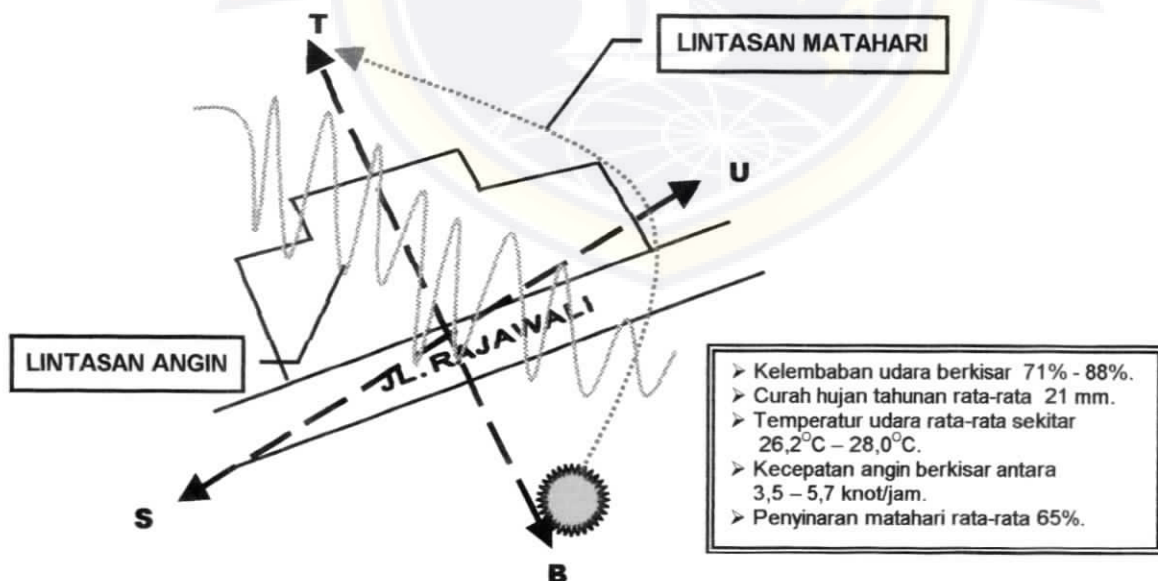 T
LINTASAN MATAHARI
U
JL. RAJAWALI
LINTASAN ANGIN
S
B
➢ Kelembaban udara berkisar 71% - 88%.
➢ Curah hujan tahunan rata-rata 21 mm.
➢ Temperatur udara rata-rata sekitar
26,2°C – 28,0°C.
➢ Kecepatan angin berkisar antara
3,5 – 5,7 knot/jam.
➢ Penyinaran matahari rata-rata 65%.